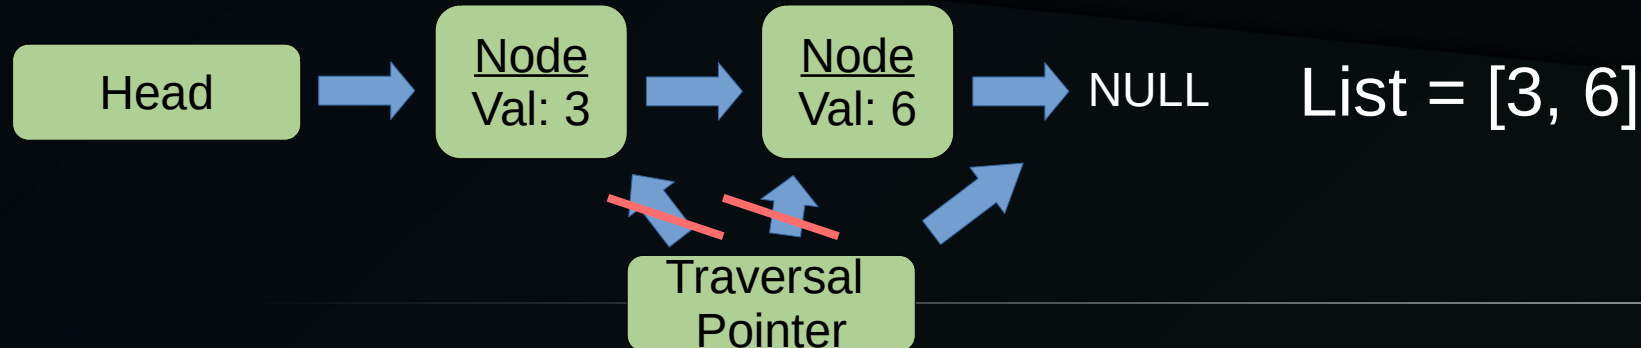 Head
Node
Val: 3
Node
Val: 6
NULL
List = [3, 6]
Traversal
Pointer